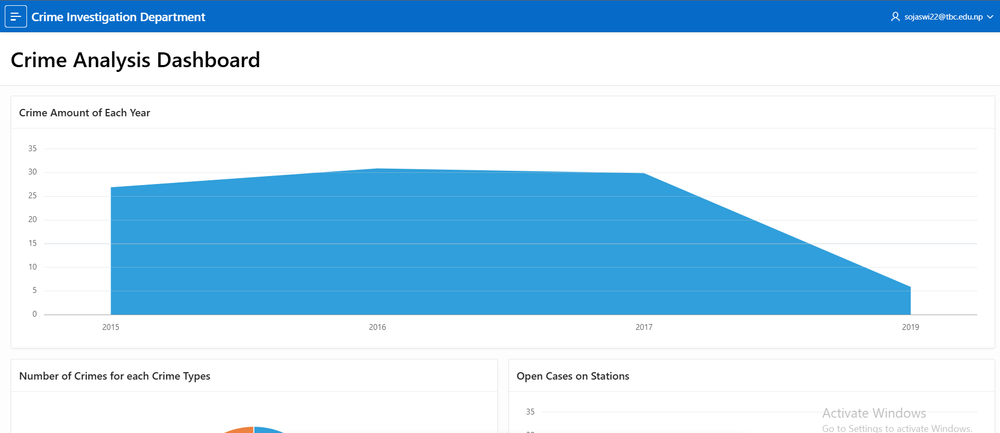 Crime Investigation Department
sojaswi22@tbc.edu.np
Crime Analysis Dashboard
Crime Amount of Each Year
35
30
25
20
15
10
5
0
2015 2016 2017 2019
Number of Crimes for each Crime Types
Open Cases on Stations
35
Activate Windows
Go to Settings to activate Windows.